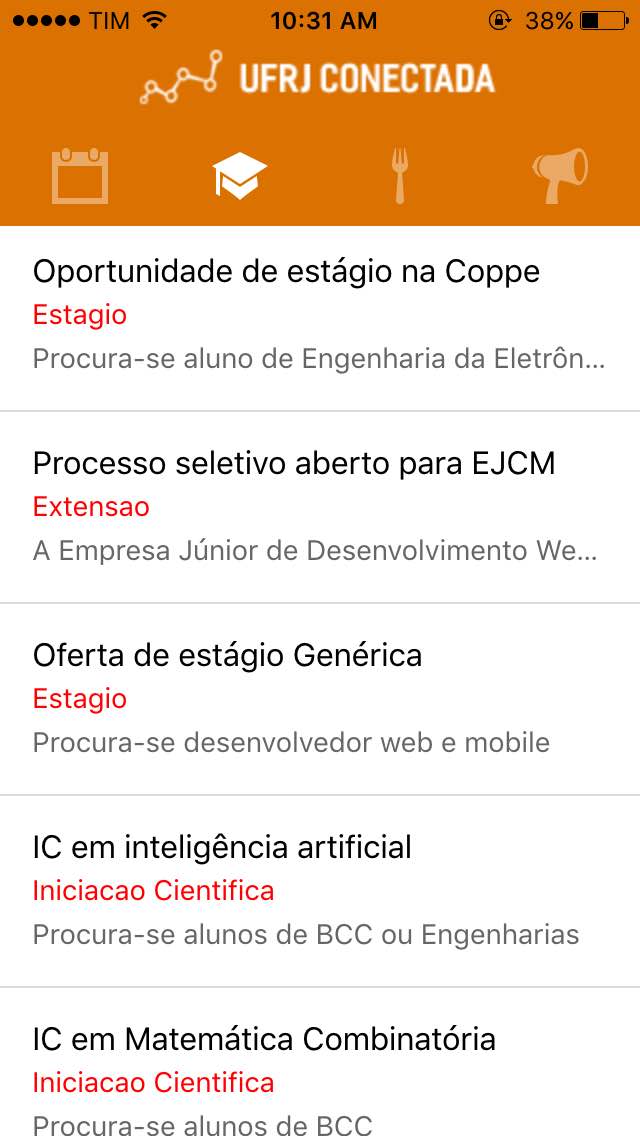 TIM 10:31 AM 38%
UFRJ CONECTADA
Oportunidade de estágio na Coppe
Estagio
Procura-se aluno de Engenharia da Eletrôn...
Processo seletivo aberto para EJCM
Extensao
A Empresa Júnior de Desenvolvimento We...
Oferta de estágio Genérica
Estagio
Procura-se desenvolvedor web e mobile
IC em inteligência artificial
Iniciacao Cientifica
Procura-se alunos de BCC ou Engenharias
IC em Matemática Combinatória
Iniciacao Cientifica
Procura-se alunos de BCC